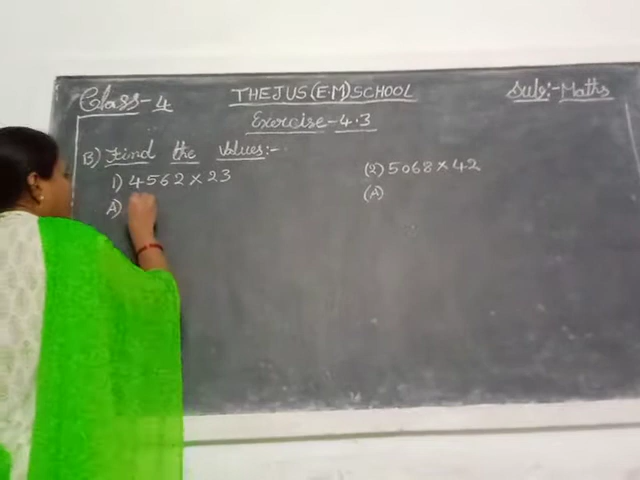 Class-4 THEJUS (E.M) SCHOOL Sub:- Maths
Exercise-4.3
B) Find the values:-
1) 4562 × 23
A)
(2) 5068 × 42
(A)